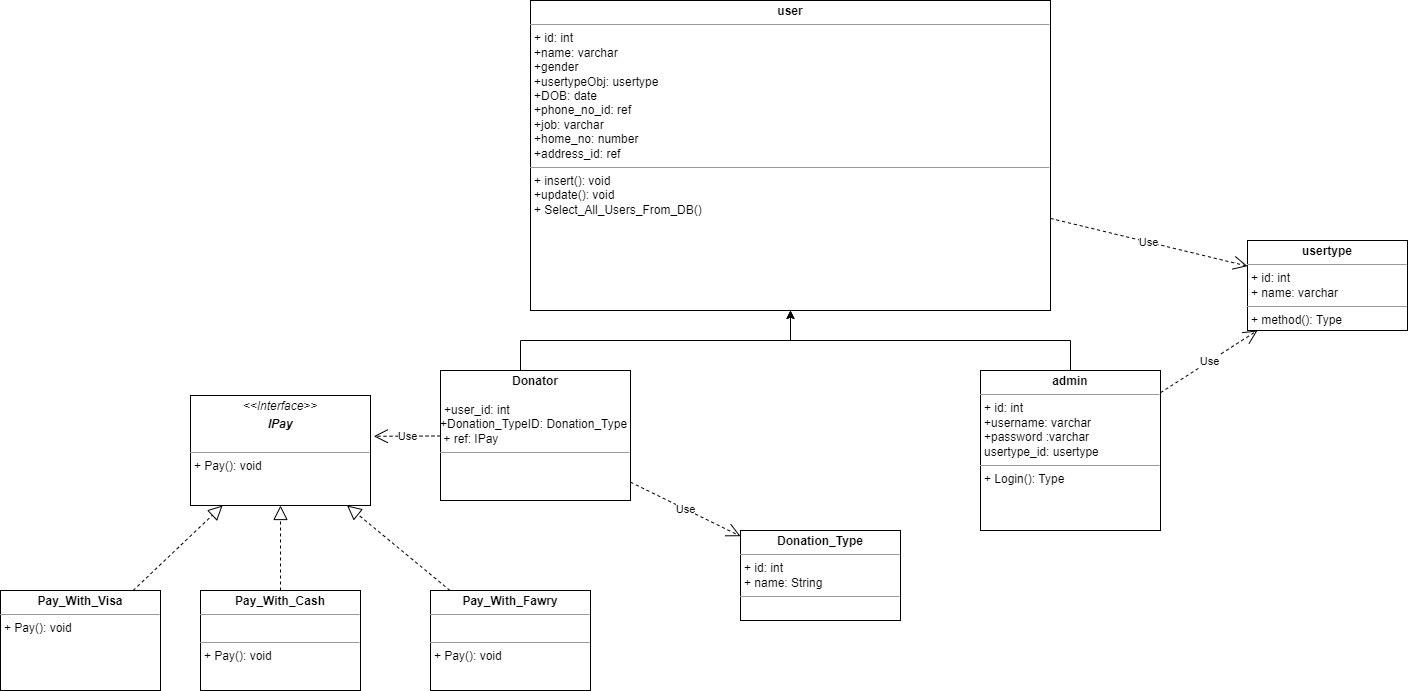 user
+ id: int
+name: varchar
+gender
+usertypeObj: usertype
+DOB: date
+phone_no_id: ref
+job: varchar
+home_no: number
+address_id: ref
+ insert(): void
+update(): void
+ Select_All_Users_From_DB()
Use
usertype
+ id: int
+ name: varchar
+ method(): Type
Use
<<Interface>>
IPay
+ Pay(): void
Use
Donator
+user_id: int
+Donation_TypeID: Donation_Type
+ ref: IPay
admin
+ id: int
+username: varchar
+password :varchar
usertype_id: usertype
+ Login(): Type
Use
Donation_Type
+ id: int
+ name: String
Pay_With_Visa
+ Pay(): void
Pay_With_Cash
+ Pay(): void
Pay_With_Fawry
+ Pay(): void